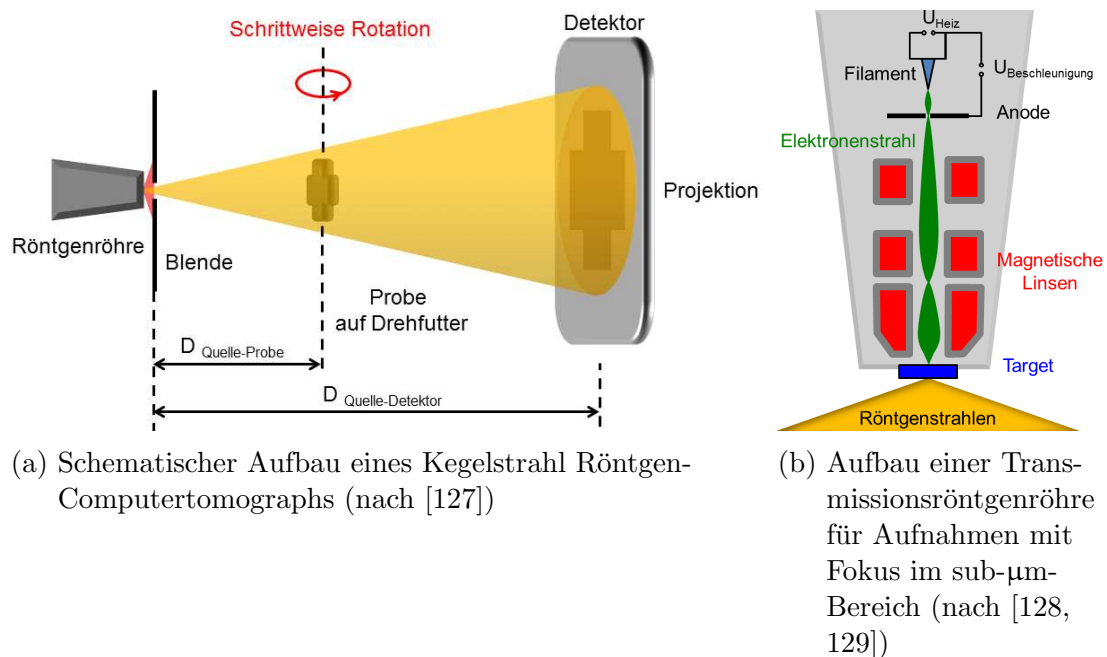 Schrittweise Rotation
Detektor
Röntgenröhre
Blende
Probe
auf Drehfutter
Projektion
D Quelle-Probe
D Quelle-Detektor
(a) Schematischer Aufbau eines Kegelstrahl Röntgen-
Computertomographs (nach [127])
UHeiz
Filament
UBeschleunigung
Anode
Elektronenstrahl
Magnetische
Linsen
Target
Röntgenstrahlen
(b) Aufbau einer Trans-
missionsröntgenröhre
für Aufnahmen mit
Fokus im sub-µm-
Bereich (nach [128,
129])